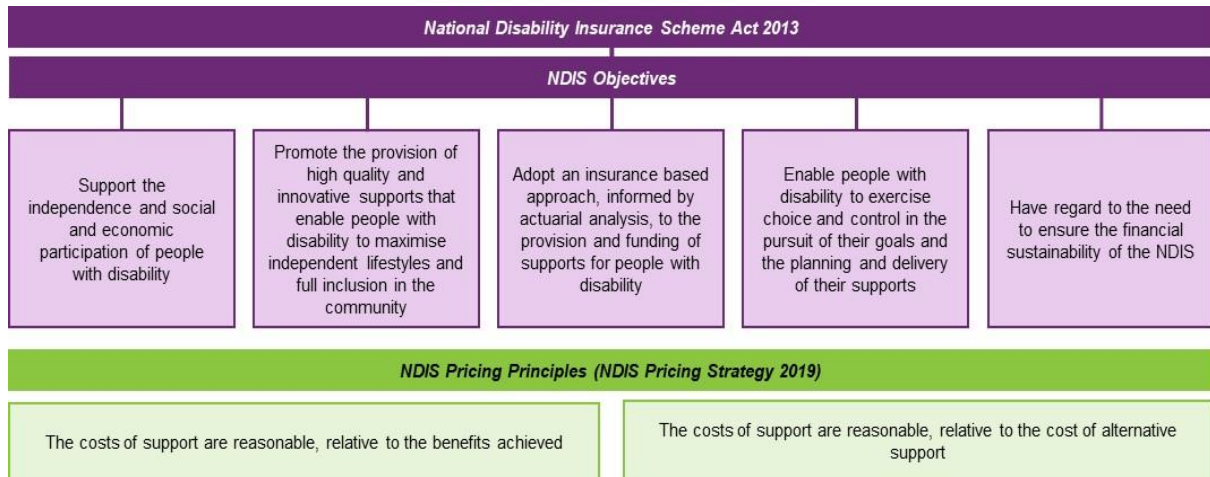 National Disability Insurance Scheme Act 2013
NDIS Objectives
Support the
independence and social
and economic
participation of people
with disability
Promote the provision of
high quality and
innovative supports that
enable people with
disability to maximise
independent lifestyles and
full inclusion in the
community
Adopt an insurance based
approach, informed by
actuarial analysis, to the
provision and funding of
supports for people with
disability
Enable people with
disability to exercise
choice and control in the
pursuit of their goals and
the planning and delivery
of their supports
Have regard to the need
to ensure the financial
sustainability of the NDIS
NDIS Pricing Principles (NDIS Pricing Strategy 2019)
The costs of support are reasonable, relative to the benefits achieved
The costs of support are reasonable, relative to the cost of alternative
support